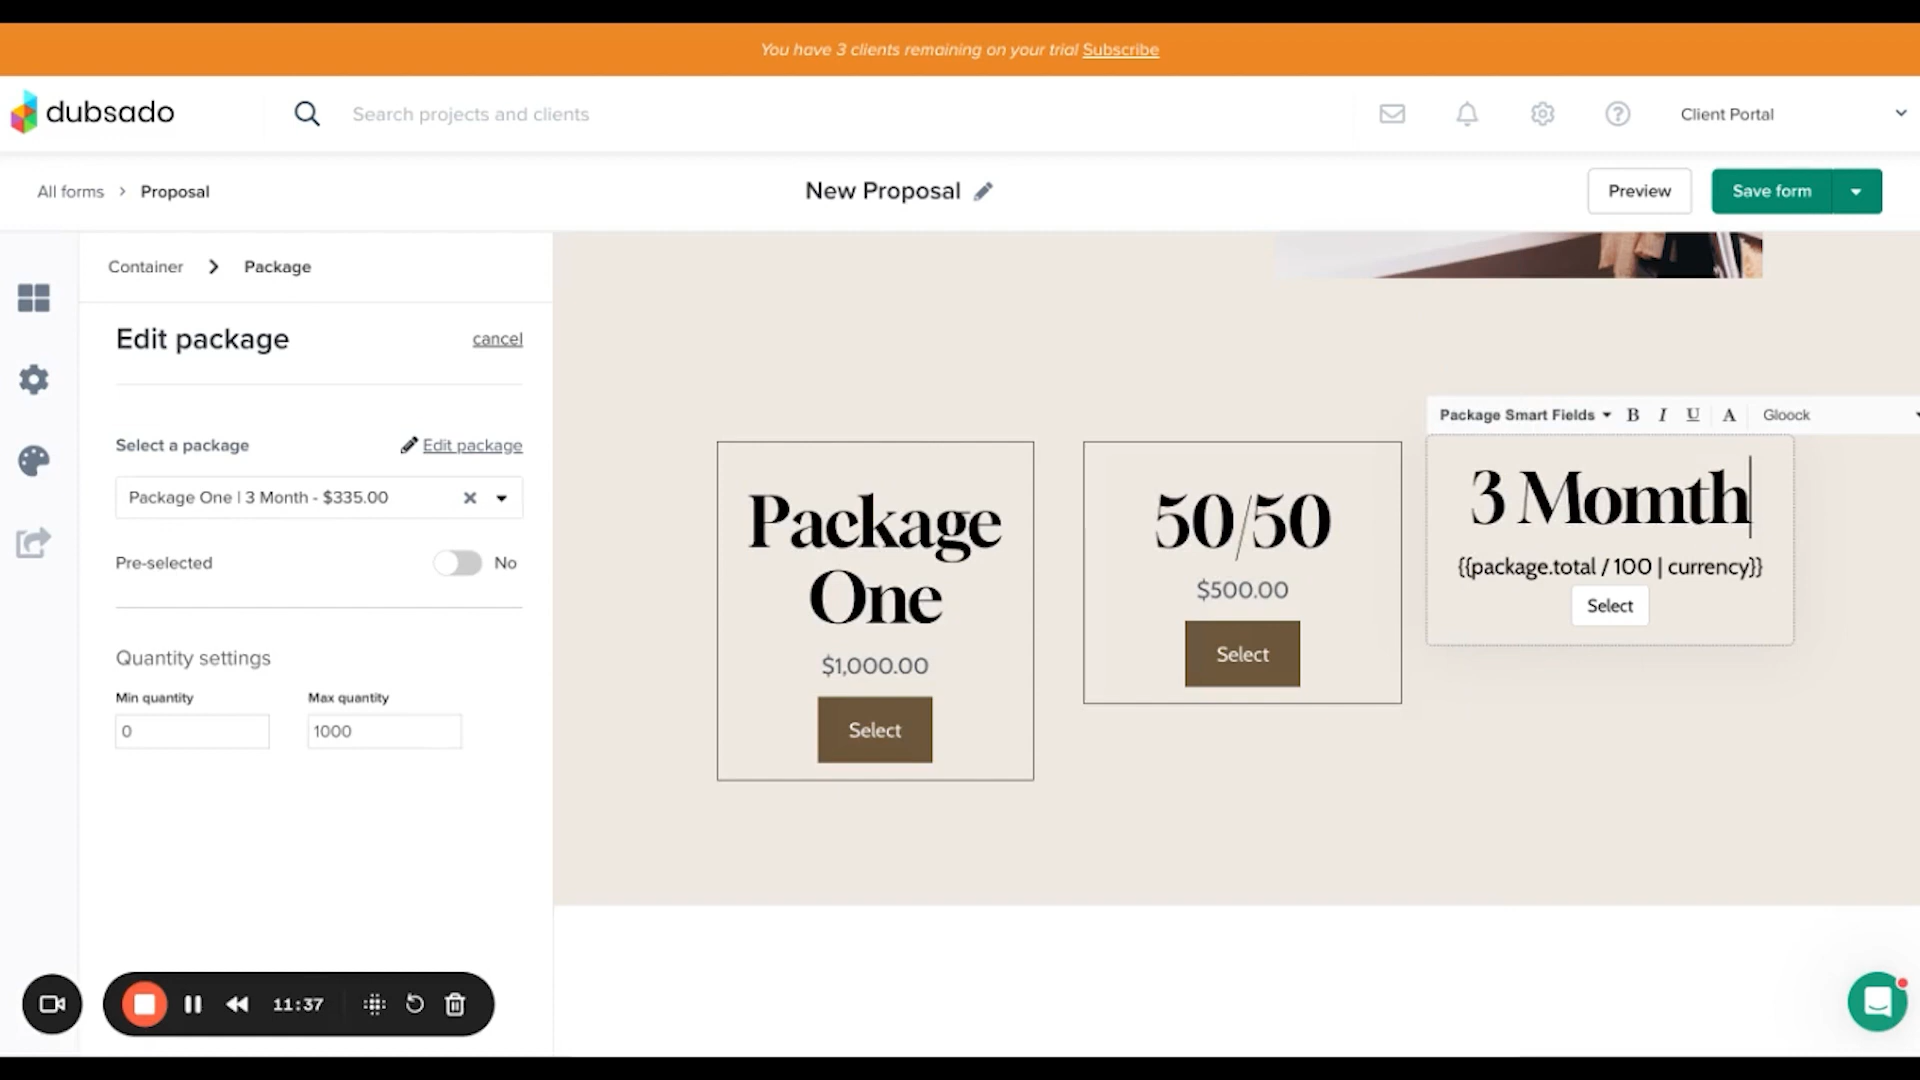 You have 3 clients remaining on your trial Subscribe
dubsado
Search projects and clients
Client Portal
All forms > Proposal
New Proposal
Preview
Save form
Container > Package
Edit package
cancel
Select a package
Edit package
Package One | 3 Month - $335.00
Pre-selected
No
Quantity settings
Min quantity
Max quantity
0
1000
Package
One
$1,000.00
Select
50/50
$500.00
Select
Package Smart Fields
B I U A
Gloock
3 Momth
{{package.total / 100 | currency}}
Select
11:37